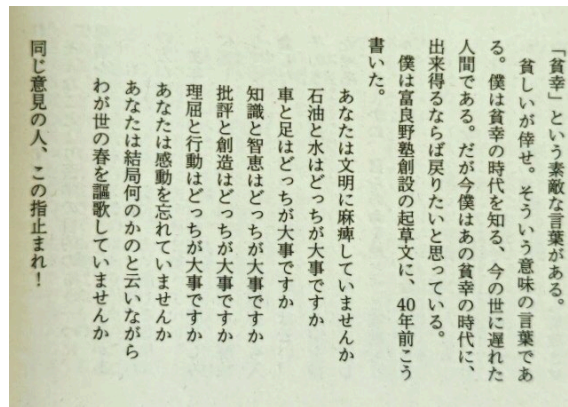 「貧幸」という素敵な言葉がある。
貧しいが倖せ。そういう意味の言葉であ
る。僕は貧幸の時代を知る、今の世に遅れた
人間である。だが今僕はあの貧幸の時代に、
出来得るならば戻りたいと思っている。
僕は富良野塾創設の起草文に、40年前こう
書いた。
あなたは文明に麻痺していませんか
石油と水はどっちが大事ですか
車と足はどっちが大事ですか
知識と智恵はどっちが大事ですか
批評と創造はどっちが大事ですか
理屈と行動はどっちが大事ですか
あなたは感動を忘れていませんか
あなたは結局何のかのと云いながら
わが世の春を謳歌していませんか
同じ意見の人、この指止まれ！